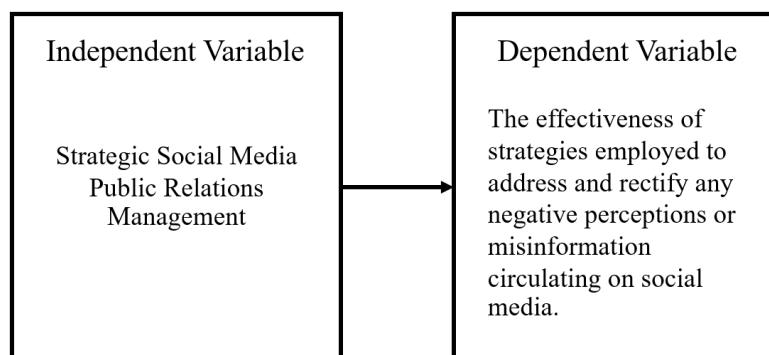 Independent Variable
Strategic Social Media
Public Relations
Management
Dependent Variable
The effectiveness of
strategies employed to
address and rectify any
negative perceptions or
misinformation
circulating on social
media.